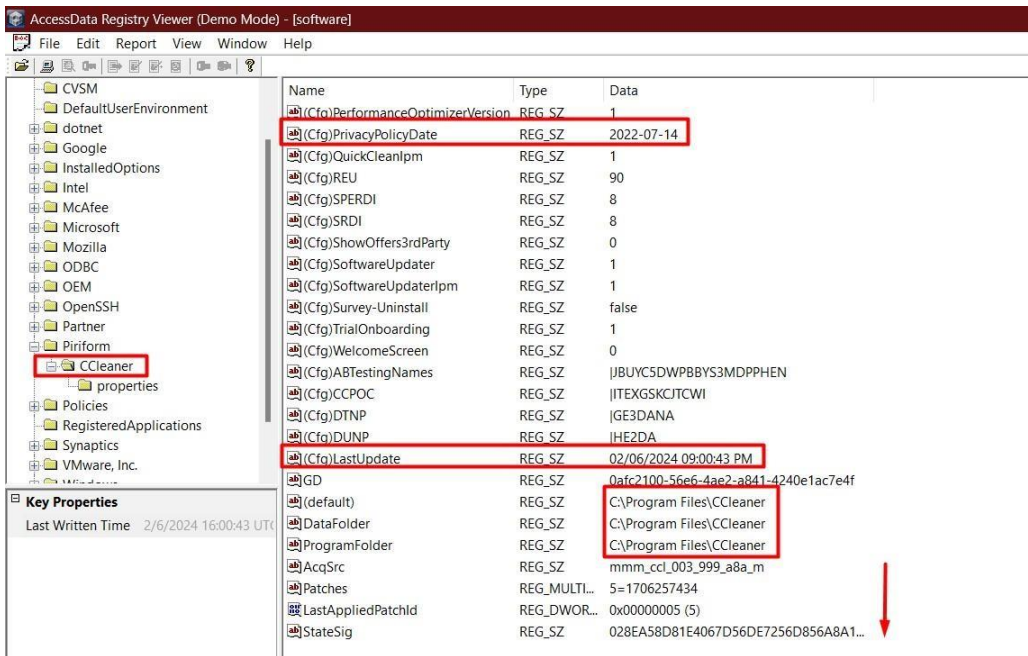 AccessData Registry Viewer (Demo Mode) - [software]
File Edit Report View Window Help
CVSM
DefaultUserEnvironment
dotnet
Google
InstalledOptions
Intel
McAfee
Microsoft
Mozilla
ODBC
OEM
OpenSSH
Partner
Piriform
CCleaner
properties
Policies
RegisteredApplications
Synaptics
VMware, Inc.
Key Properties
Last Written Time 2/6/2024 16:00:43 UTC
Name Type Data
(Cfg)PerformanceOptimizerVersion REG_SZ 1
(Cfg)PrivacyPolicyDate REG_SZ 2022-07-14
(Cfg)QuickCleanIpm REG_SZ 1
(Cfg)REU REG_SZ 90
(Cfg)SPERDI REG_SZ 8
(Cfg)SRDI REG_SZ 8
(Cfg)ShowOffers3rdParty REG_SZ 0
(Cfg)SoftwareUpdater REG_SZ 1
(Cfg)SoftwareUpdaterIpm REG_SZ 1
(Cfg)Survey-Uninstall REG_SZ false
(Cfg)TrialOnboarding REG_SZ 1
(Cfg)WelcomeScreen REG_SZ 0
(Cfg)ABTestingNames REG_SZ |JBUYC5DWPBBYS3MDPPHEN
(Cfg)CCPOC REG_SZ |ITEXGSKCJTCWI
(Cfg)DTNP REG_SZ |GE3DANA
(Cfg)DUNP REG_SZ |HE2DA
(Cfg)LastUpdate REG_SZ 02/06/2024 09:00:43 PM
GD REG_SZ 0afc2100-56e6-4ae2-a841-4240e1ac7e4f
(default) REG_SZ C:\Program Files\CCleaner
DataFolder REG_SZ C:\Program Files\CCleaner
ProgramFolder REG_SZ C:\Program Files\CCleaner
AcqSrc REG_SZ mmm_ccl_003_999_a8a_m
Patches REG_MULTI... 5=1706257434
LastAppliedPatchId REG_DWOR... 0x00000005 (5)
StateSig REG_SZ 028EA58D81E4067D56DE7256D856A8A1...